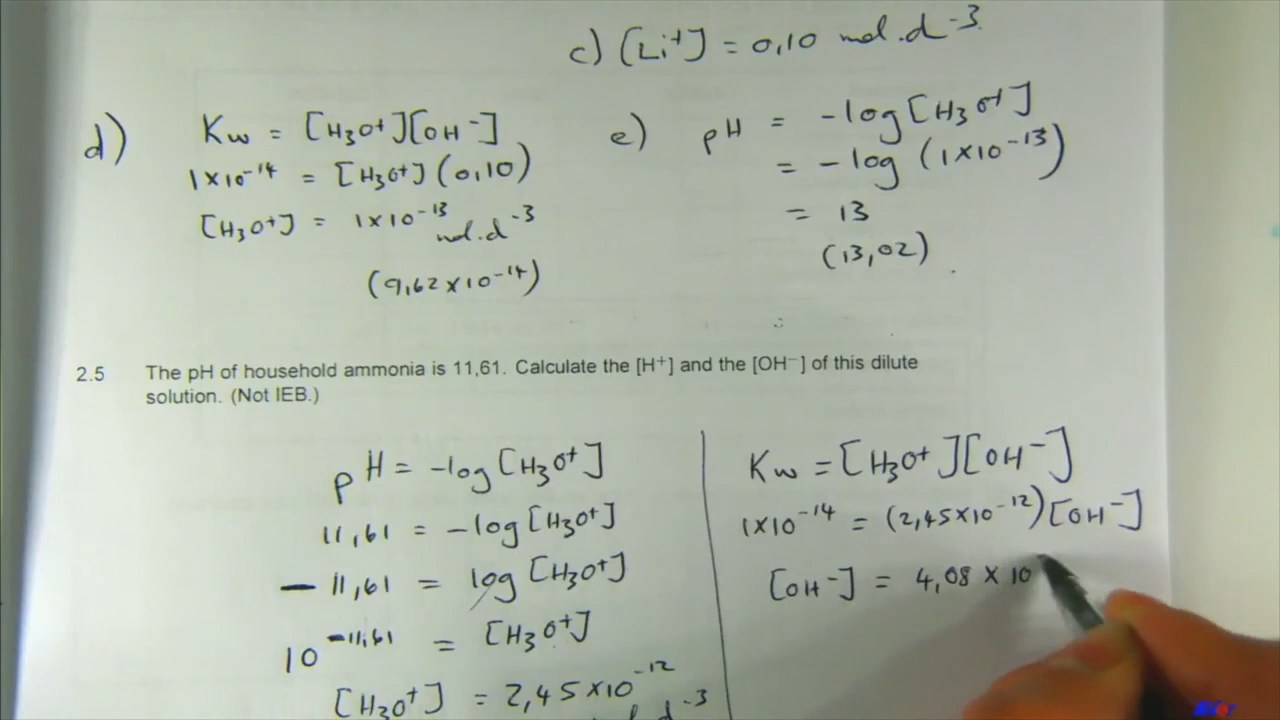 c) [Li+] = 0,10 mol.d-3
d) Kw = [H3O+][OH-]
1×10-14 = [H3O+](0,10)
[H3O+] = 1×10-13 mol.d-3
(9,62×10-14)
e) pH = -log[H3O+]
= -log(1×10-13)
= 13
(13,02)
2.5 The pH of household ammonia is 11,61. Calculate the [H+] and the [OH−] of this dilute
solution. (Not IEB.)
pH = -log[H3O+]
11,61 = -log[H3O+]
- 11,61 = log[H3O+]
10-11,61 = [H3O+]
[H3O+] = 2,45×10-12
d-3
Kw = [H3O+][OH-]
1×10-14 = (2,45×10-12)[OH-]
[OH-] = 4,08 × 10